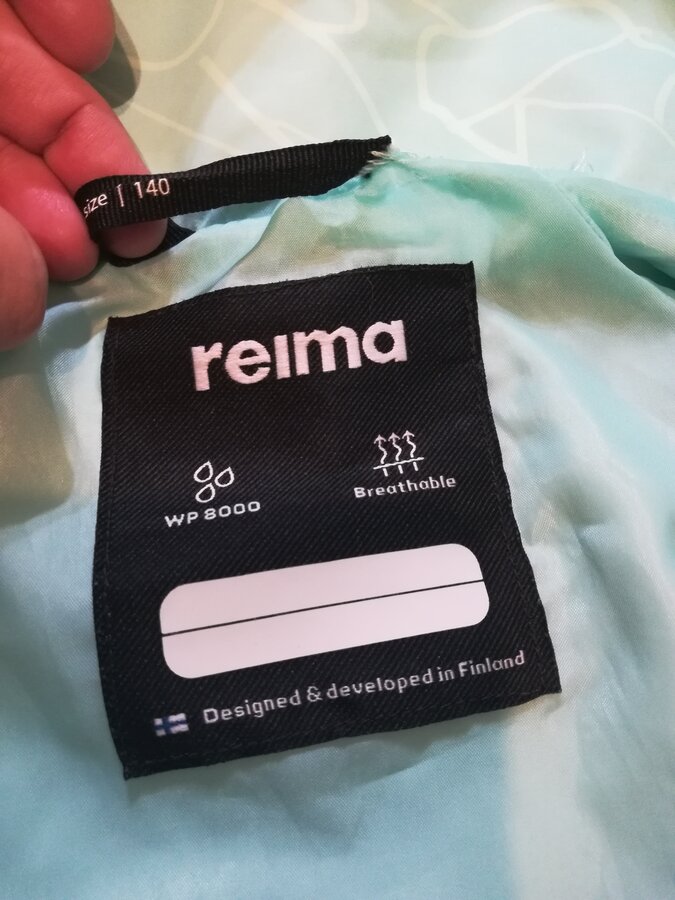 size | 140
reima
WP 8000
Breathable
Designed & developed in Finland